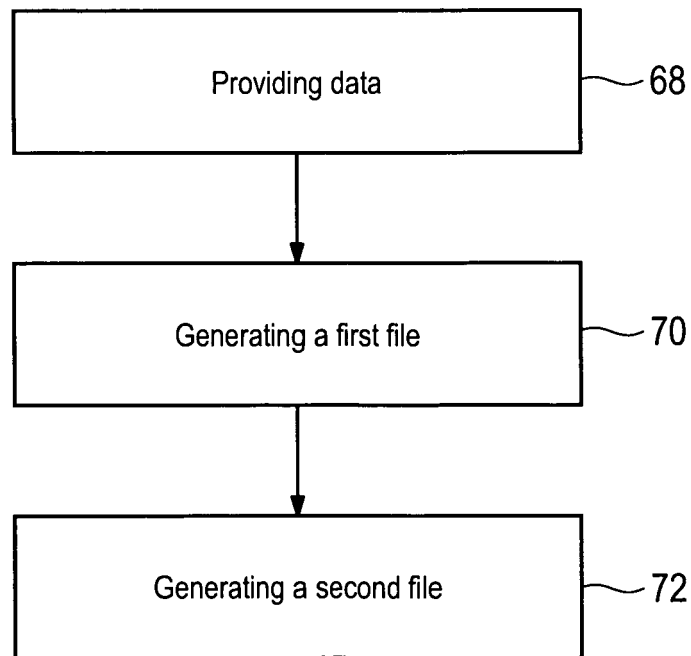 Providing data
68
Generating a first file
70
Generating a second file
72